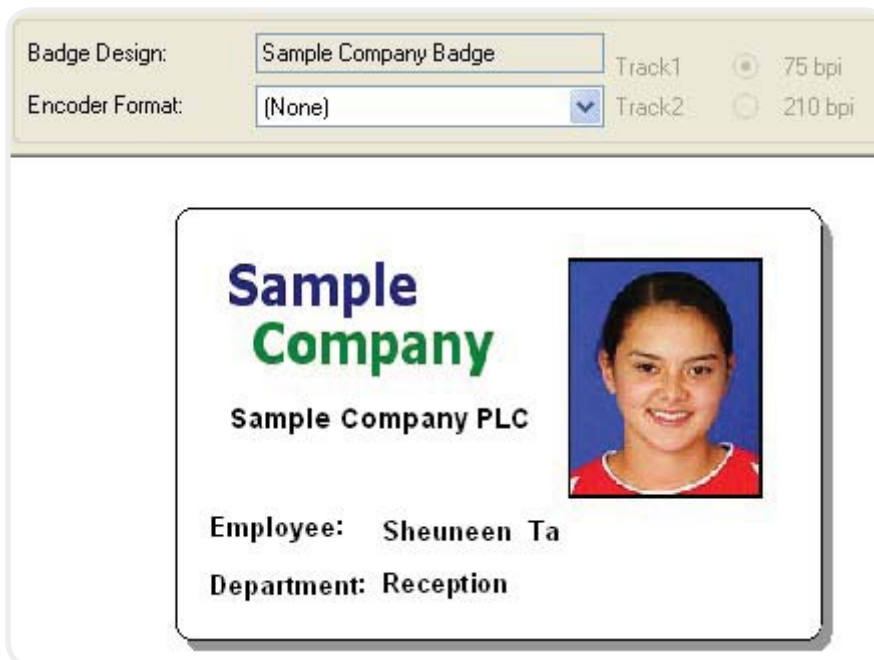 Badge Design: Sample Company Badge Track1 75 bpi
Encoder Format: (None) Track2 210 bpi
Sample
Company
Sample Company PLC
Employee: Sheuneen Ta
Department: Reception